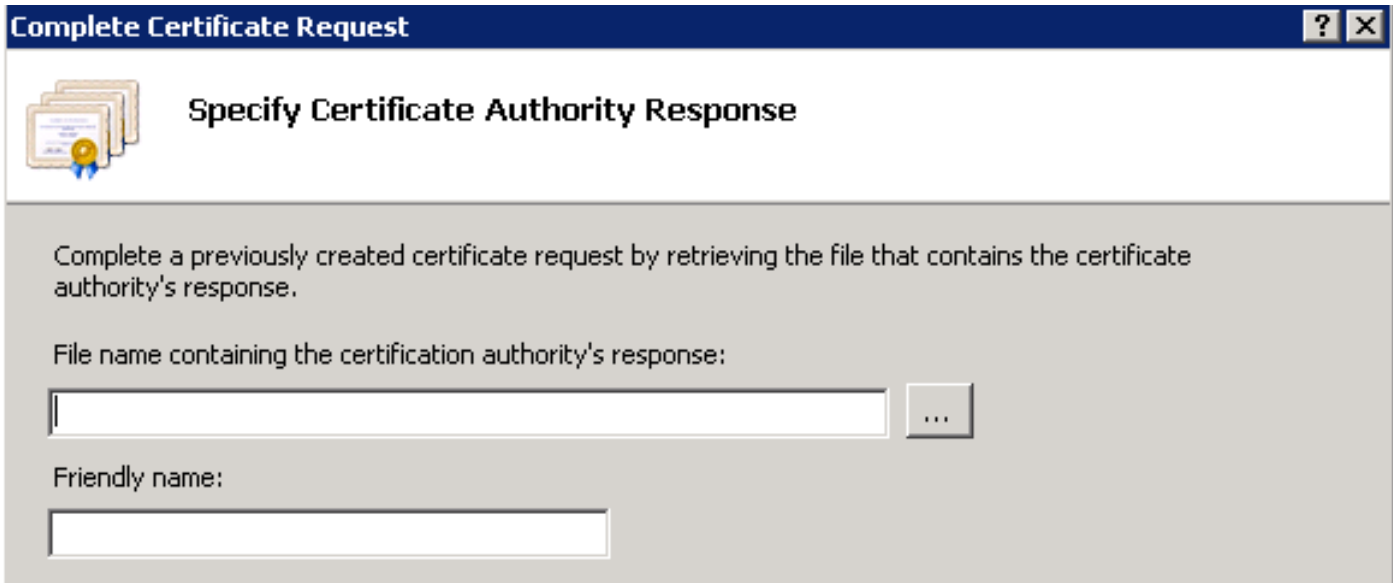 Complete Certificate Request
Specify Certificate Authority Response
Complete a previously created certificate request by retrieving the file that contains the certificate
authority's response.
File name containing the certification authority's response:
...
Friendly name: